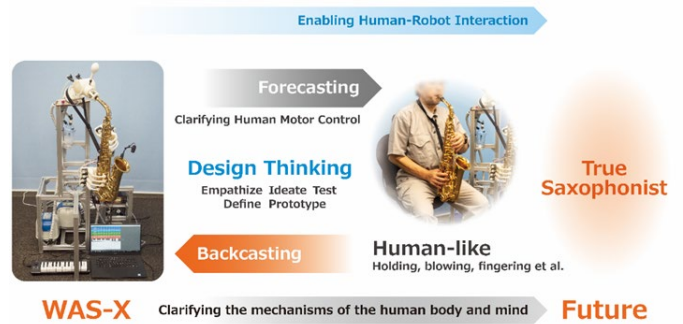 Enabling Human-Robot Interaction
Forecasting
Clarifying Human Motor Control
Design Thinking
Empathize Ideate Test
Define Prototype
True
Saxophonist
Backcasting
Human-like
Holding, blowing, fingering et al.
WAS-X
Clarifying the mechanisms of the human body and mind
Future